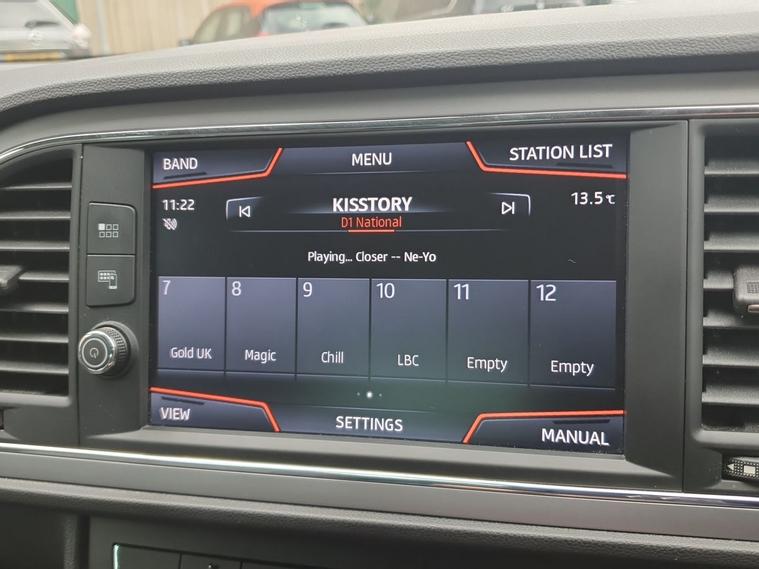 BAND
MENU
STATION LIST
11:22
KISSTORY
13.5℃
D1 National
Playing... Closer -- Ne-Yo
7
8
9
10
11
12
Gold UK
Magic
Chill
LBC
Empty
Empty
VIEW
SETTINGS
MANUAL